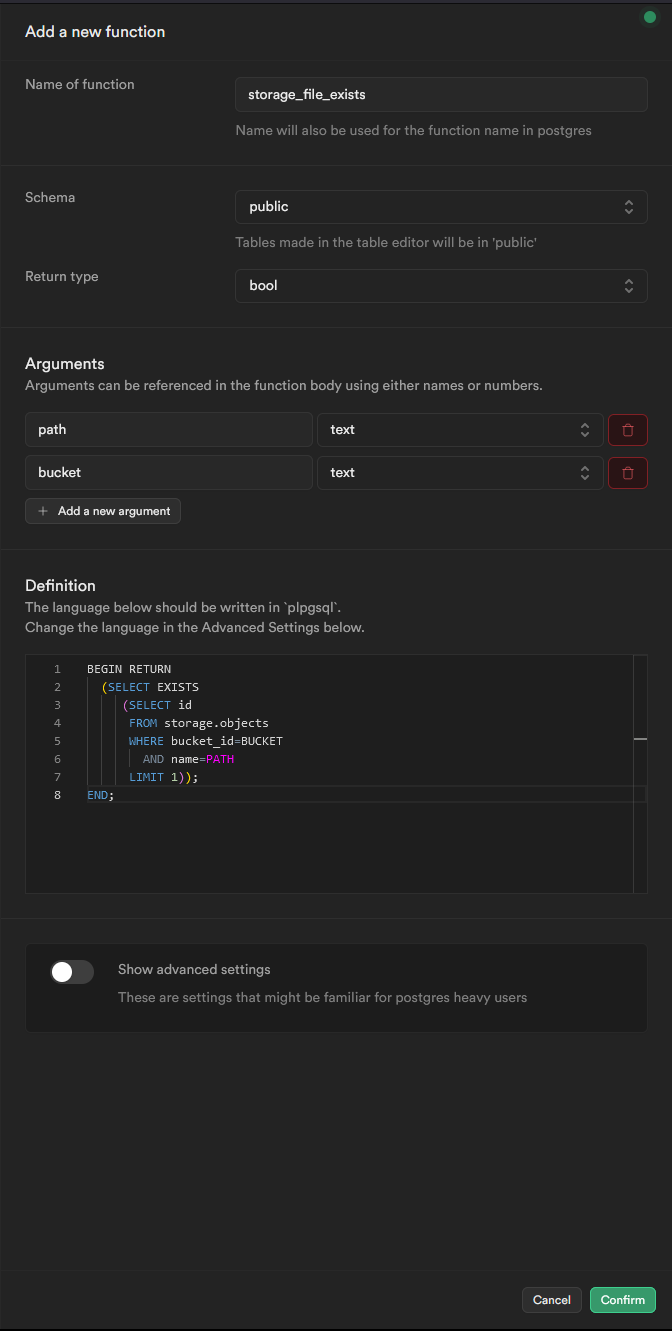 Add a new function
Name of function
storage_file_exists
Name will also be used for the function name in postgres
Schema
public
Tables made in the table editor will be in 'public'
Return type
bool
Arguments
Arguments can be referenced in the function body using either names or numbers.
path text
bucket text
+ Add a new argument
Definition
The language below should be written in `plpgsql`.
Change the language in the Advanced Settings below.
1 BEGIN RETURN
2 (SELECT EXISTS
3 (SELECT id
4 FROM storage.objects
5 WHERE bucket_id=BUCKET
6 AND name=PATH
7 LIMIT 1));
8 END;
Show advanced settings
These are settings that might be familiar for postgres heavy users
Cancel Confirm